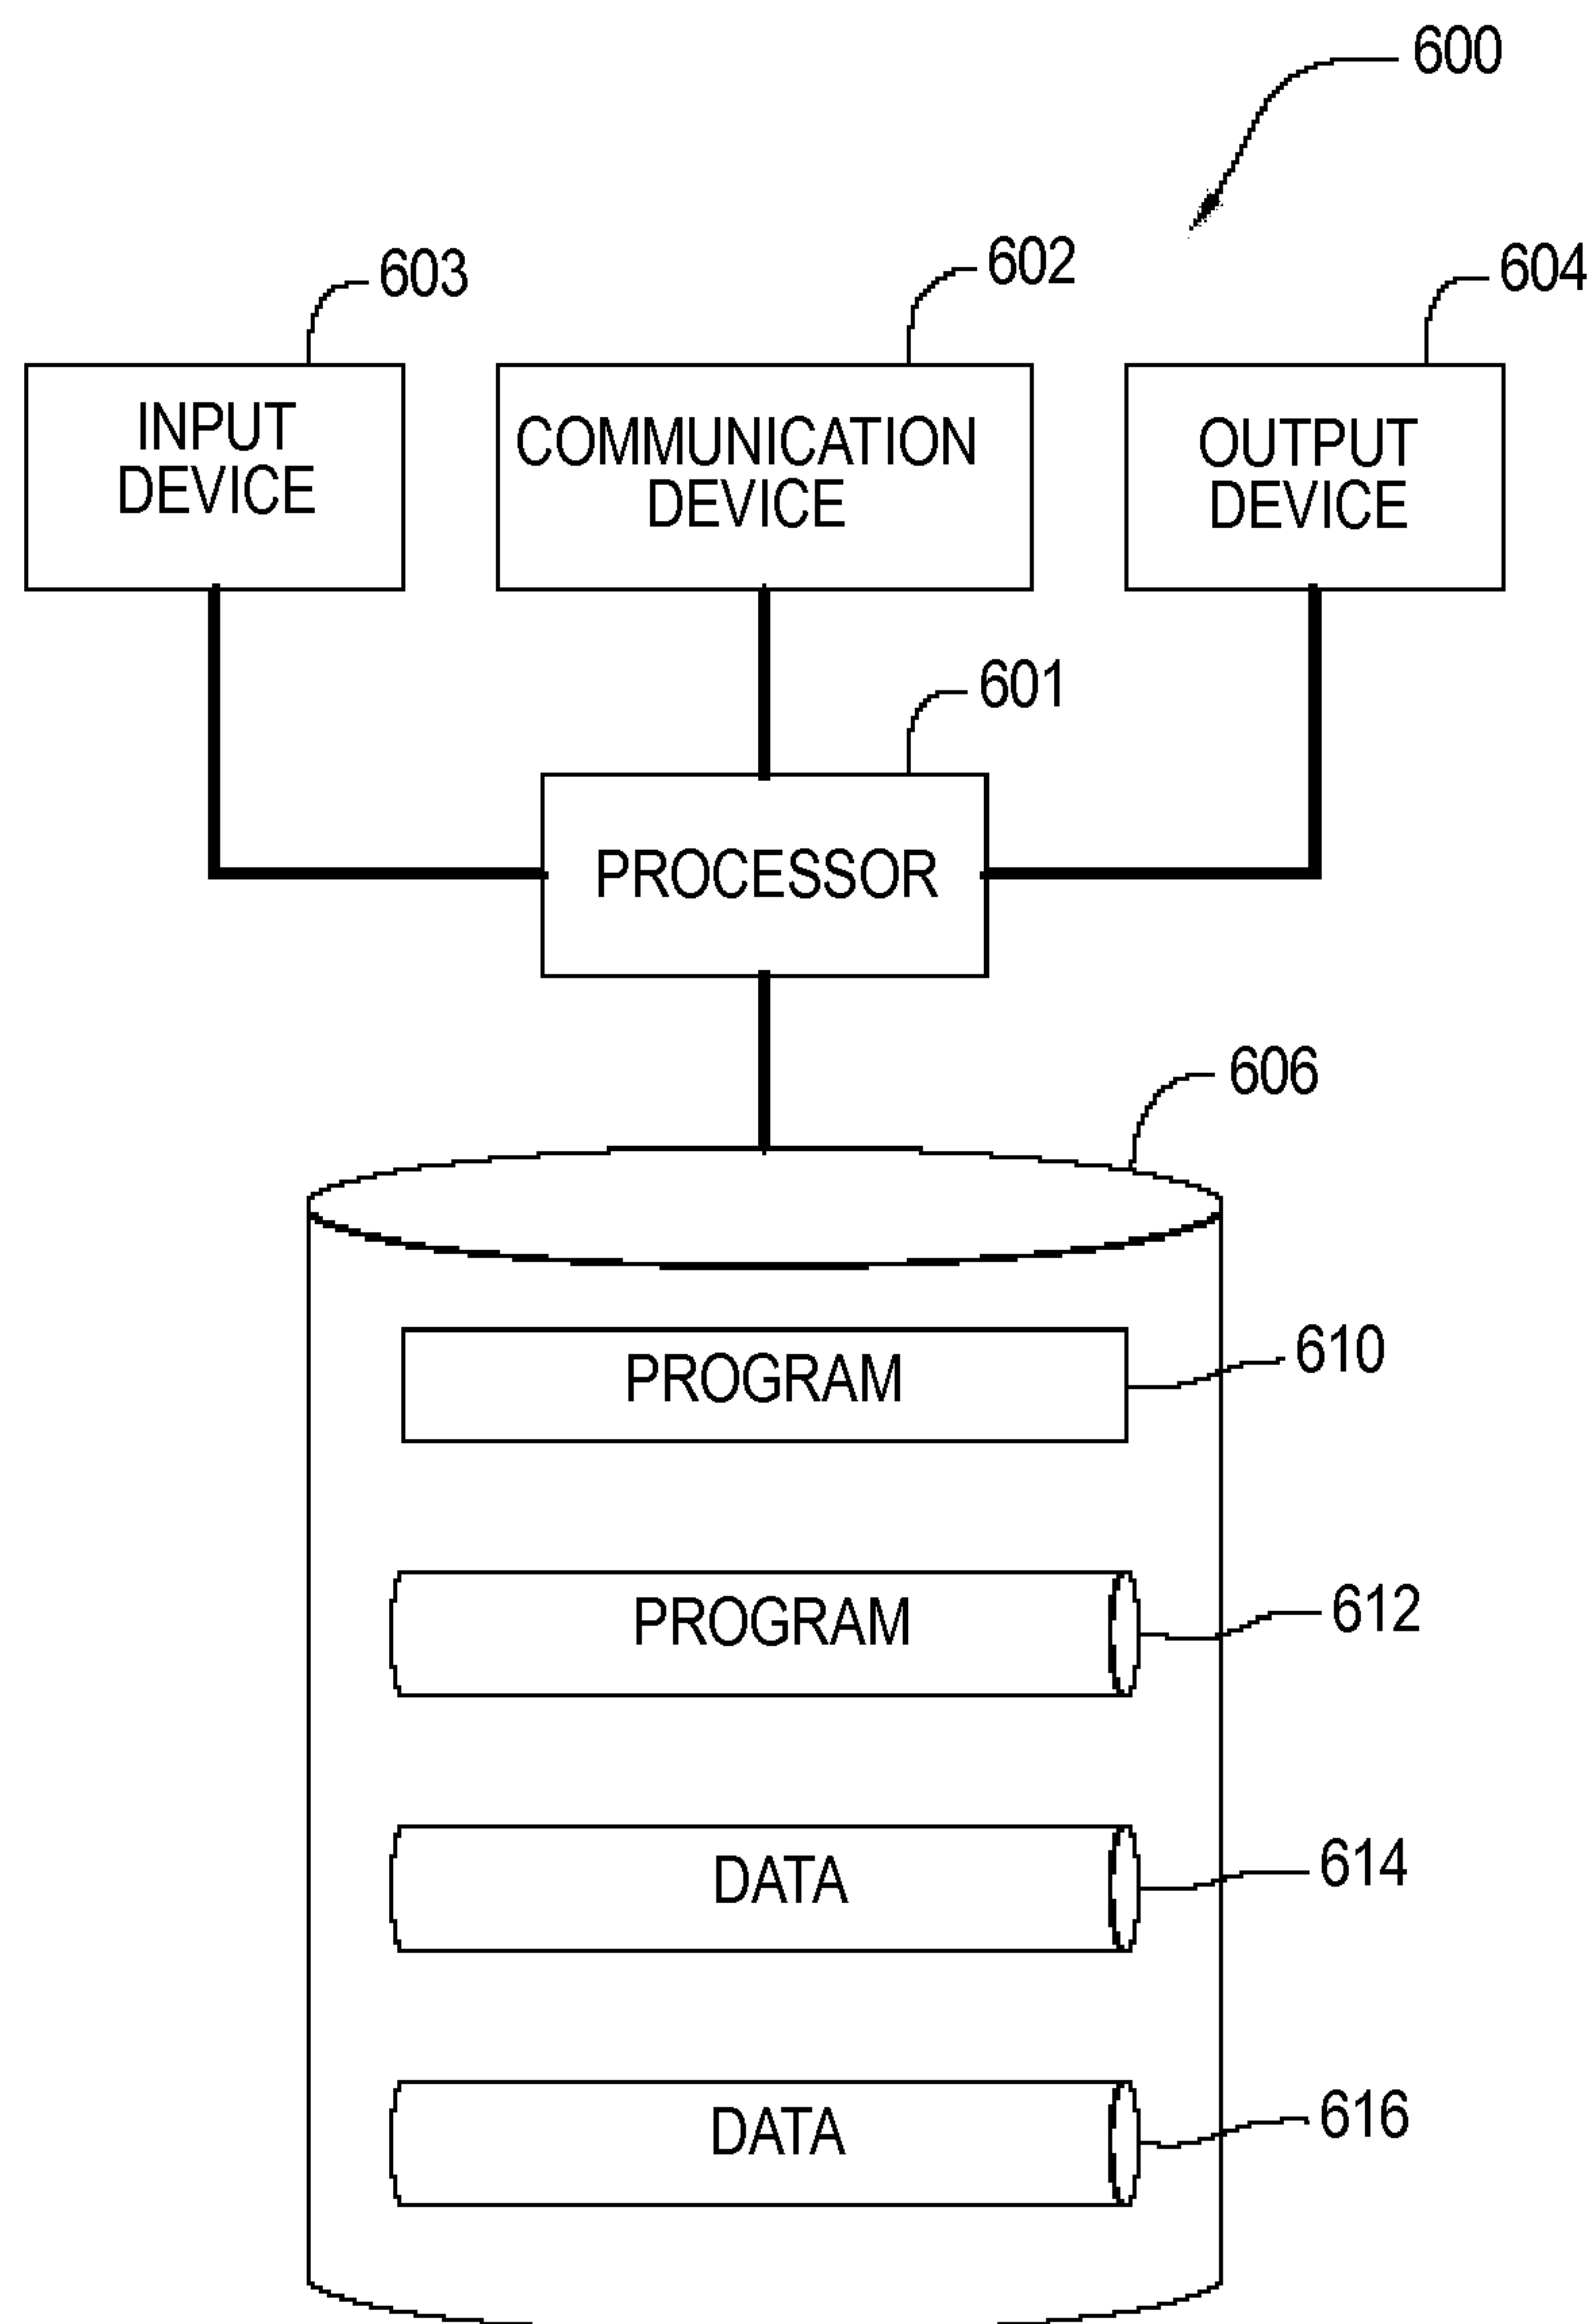 600
603
602
604
INPUT
DEVICE
COMMUNICATION
DEVICE
OUTPUT
DEVICE
601
PROCESSOR
606
PROGRAM
610
PROGRAM
612
DATA
614
DATA
616